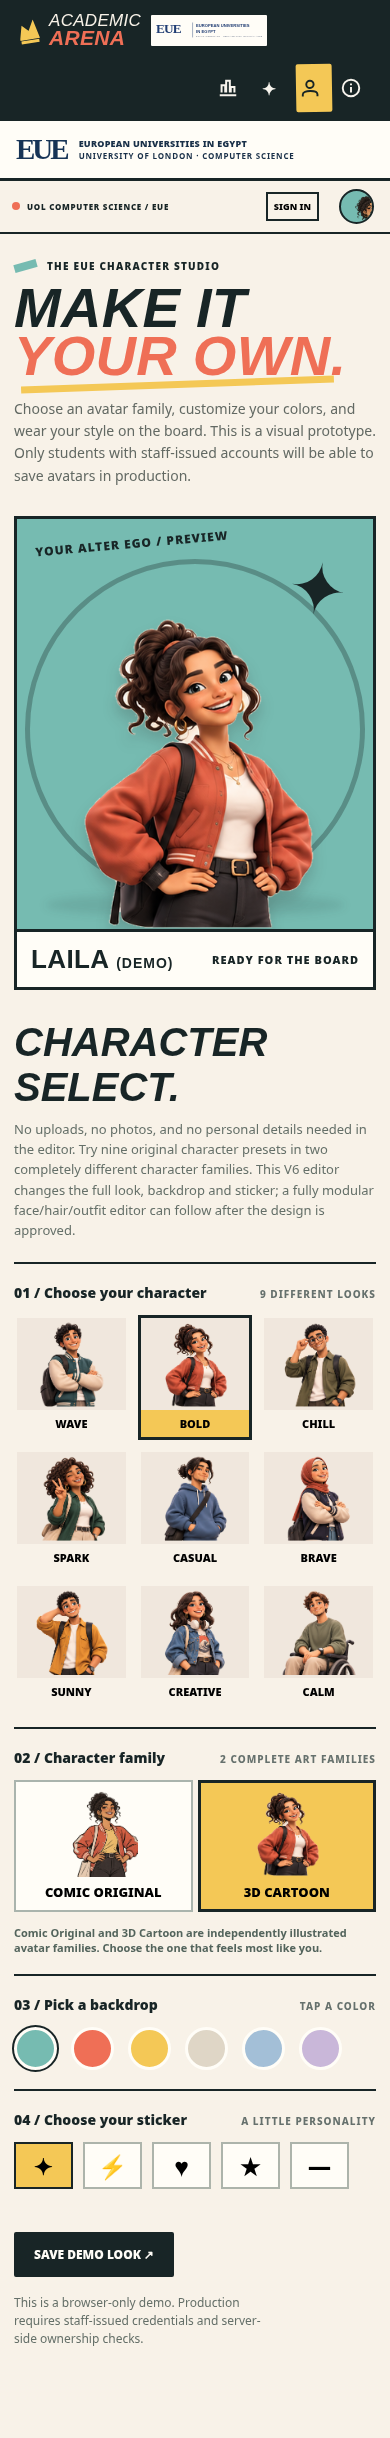 ACADEMIC
ARENA
EUE
EUROPEAN UNIVERSITIES
IN EGYPT
EUE
EUROPEAN UNIVERSITIES IN EGYPT
UNIVERSITY OF LONDON · COMPUTER SCIENCE
UOL COMPUTER SCIENCE / EUE
SIGN IN
THE EUE CHARACTER STUDIO
MAKE IT
YOUR OWN.
Choose an avatar family, customize your colors, and
wear your style on the board. This is a visual prototype.
Only students with staff-issued accounts will be able to
save avatars in production.
YOUR ALTER EGO / PREVIEW
LAILA (DEMO)
READY FOR THE BOARD
CHARACTER
SELECT.
No uploads, no photos, and no personal details needed in
the editor. Try nine original character presets in two
completely different character families. This V6 editor
changes the full look, backdrop and sticker; a fully modular
face/hair/outfit editor can follow after the design is
approved.
01 / Choose your character
9 DIFFERENT LOOKS
WAVE
BOLD
CHILL
SPARK
CASUAL
BRAVE
SUNNY
CREATIVE
CALM
02 / Character family
2 COMPLETE ART FAMILIES
COMIC ORIGINAL
3D CARTOON
Comic Original and 3D Cartoon are independently illustrated
avatar families. Choose the one that feels most like you.
03 / Pick a backdrop
TAP A COLOR
04 / Choose your sticker
A LITTLE PERSONALITY
SAVE DEMO LOOK ↗
This is a browser-only demo. Production
requires staff-issued credentials and server-
side ownership checks.